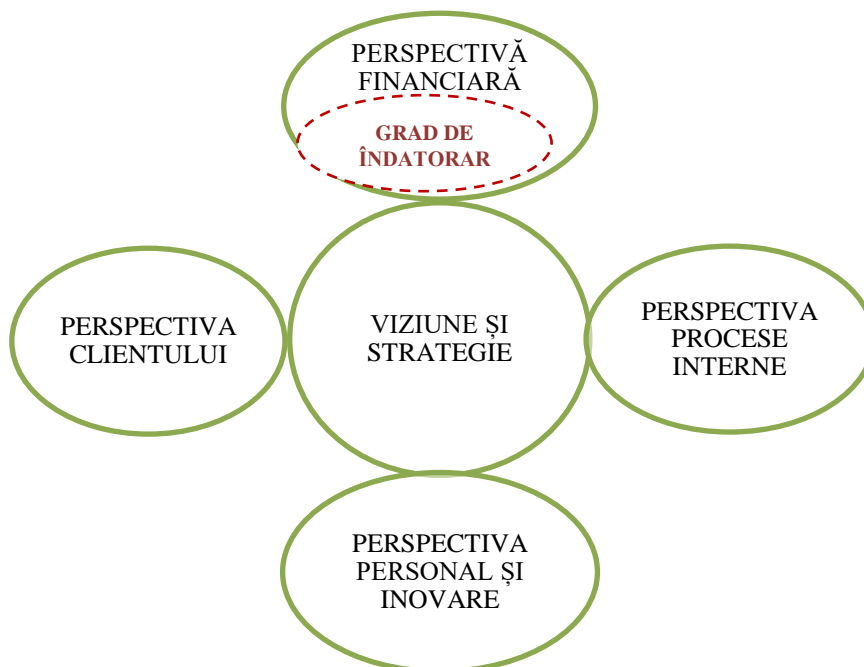 PERSPECTIVĂ
FINANCIARĂ
GRAD DE
ÎNDATORAR
PERSPECTIVA
CLIENTULUI
VIZIUNE ȘI
STRATEGIE
PERSPECTIVA
PROCESE
INTERNE
PERSPECTIVA
PERSONAL ȘI
INOVARE